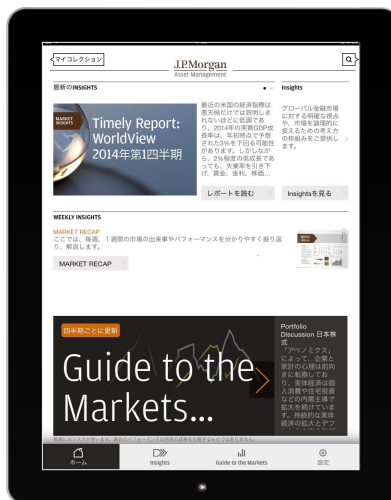 マイコレクション
J.P.Morgan
Asset Management
最新のINSIGHTS
Insights
MARKET
INSIGHTS
Timely Report:
WorldView
2014年第1四半期
最近の米国の経済指標は
悪天候だけでは説明しき
れないほどに低調であ
り、2014年の実質GDP成
長率は、年初時点で予想
された3%を下回る可能性
があります。しかしなが
ら、2%程度の低成長であ
っても、失業率を引き下
げ、賃金、金利、株価...
レポートを読む
グローバル金融市場
に対する明確な視点
や、市場を論理的に
捉えるための考え方
の枠組みをご提供し
ます。
Insightsを見る
WEEKLY INSIGHTS
MARKET RECAP
ここでは、毎週、1週間の市場の出来事やパフォーマンスを分かりやすく振り返
り、解説します。
MARKET RECAP
四半期ごとに更新
Guide to the
Markets...
Portfolio
Discussion 日本株
式
「アベノミクス」
によって、企業と
家計の心理は前向
きに転換してお
り、実体経済は個
人消費や住宅投資
などの内需主導で
拡大を続けていま
す。持続的な実体
経済の拡大とデフ
ホーム
Insights
Guide to the Markets
設定